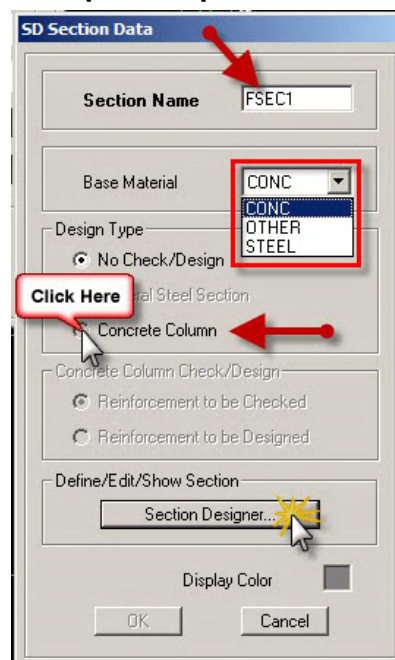 SD Section Data
Section Name FSEC1
Base Material CONC
CONC
OTHER
STEEL
Design Type
No Check/Design
Click Here
ral Steel Section
Concrete Column
Concrete Column Check/Design
Reinforcement to be Checked
Reinforcement to be Designed
Define/Edit/Show Section
Section Designer...
Display Color
OK Cancel